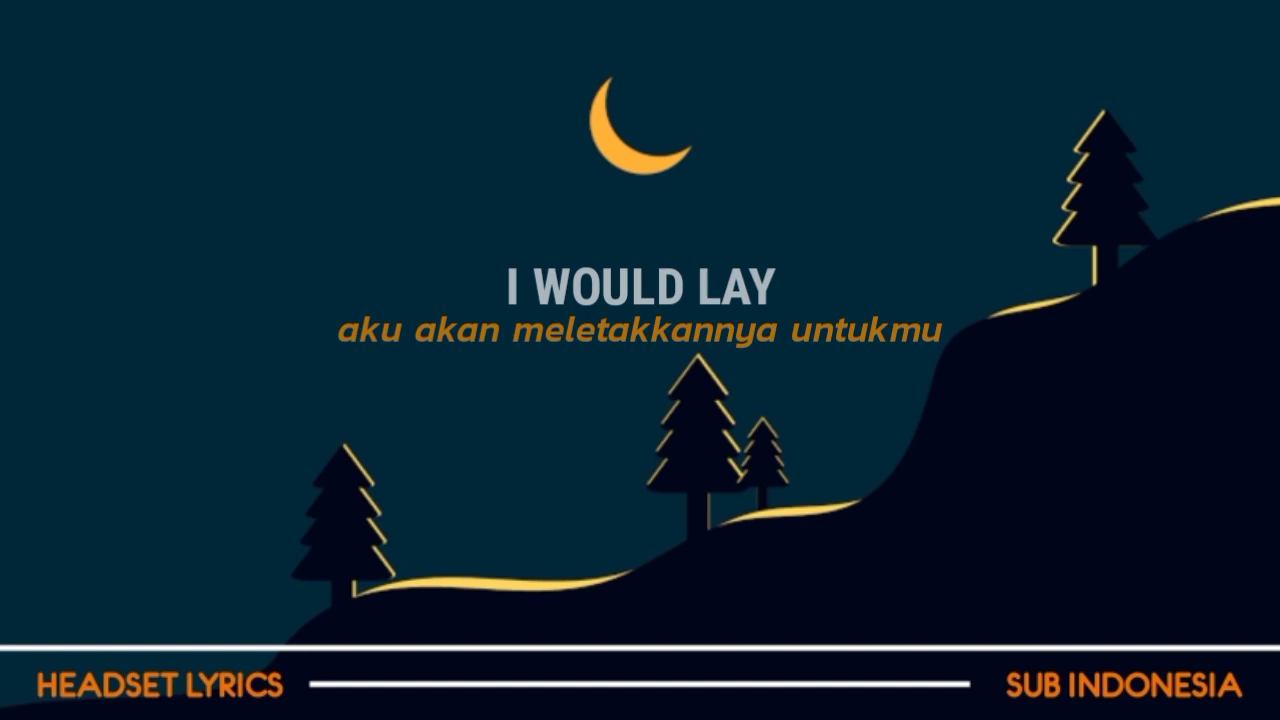 I WOULD LAY
aku akan meletakkannya untukmu
HEADSET LYRICS
SUB INDONESIA